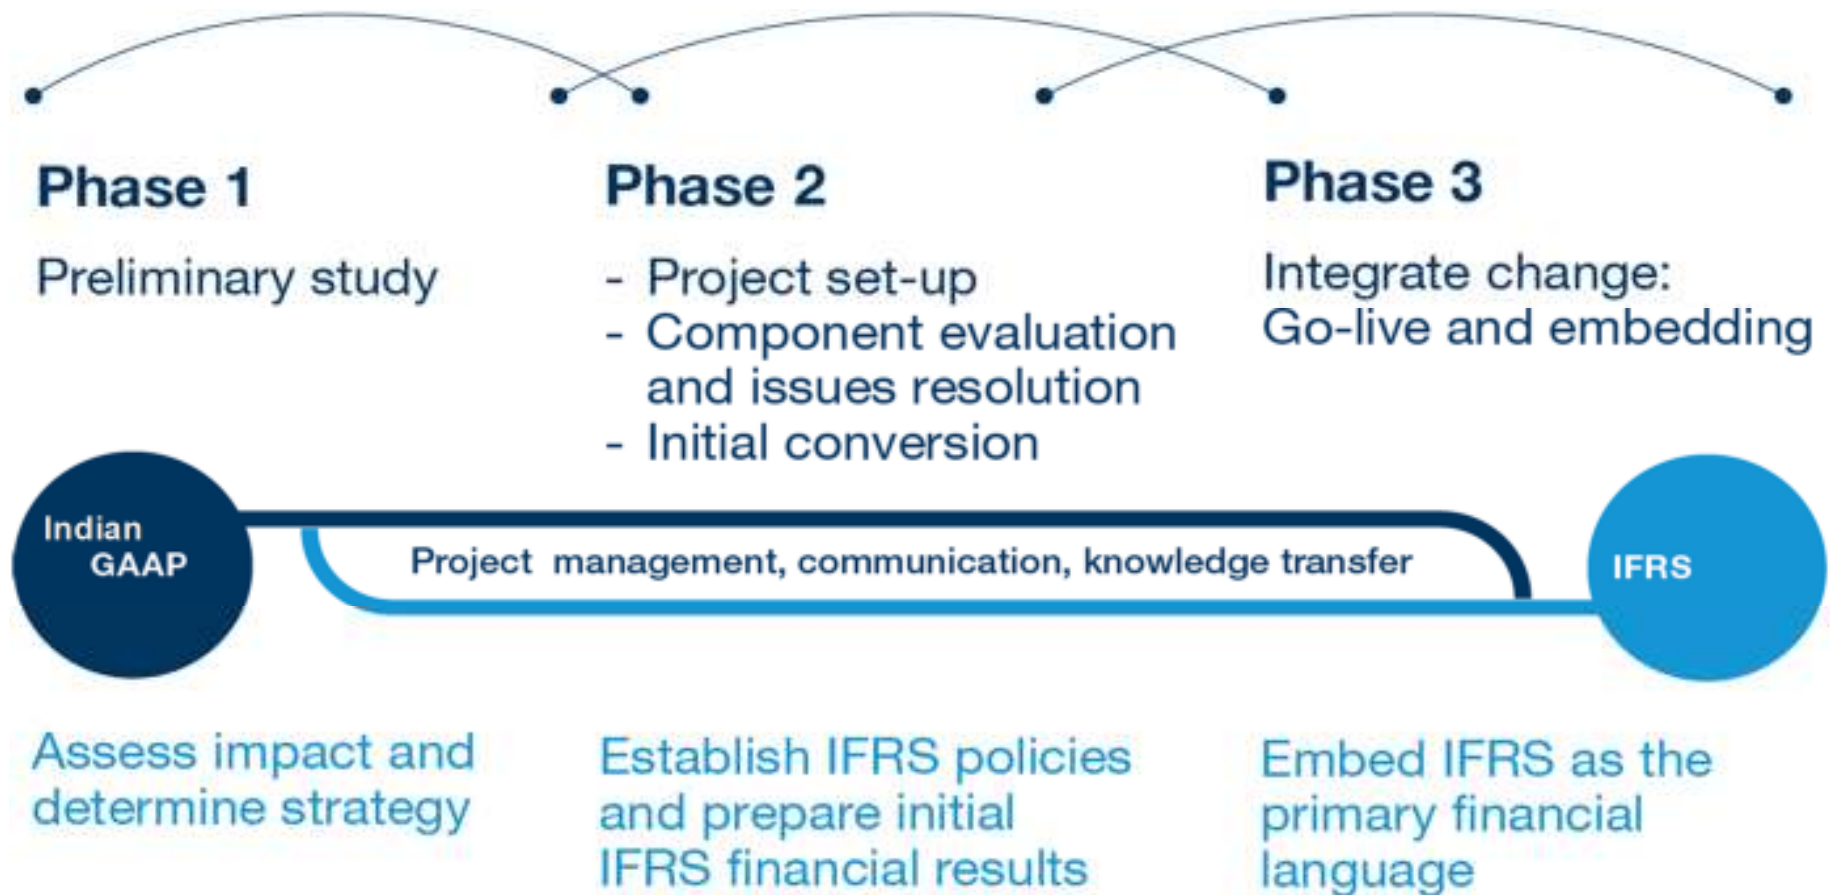 Phase 1
Preliminary study
Phase 2
- Project set-up
- Component evaluation
and issues resolution
- Initial conversion
Phase 3
Integrate change:
Go-live and embedding
Indian
GAAP
Project management, communication, knowledge transfer
IFRS
Assess impact and
determine strategy
Establish IFRS policies
and prepare initial
IFRS financial results
Embed IFRS as the
primary financial
language